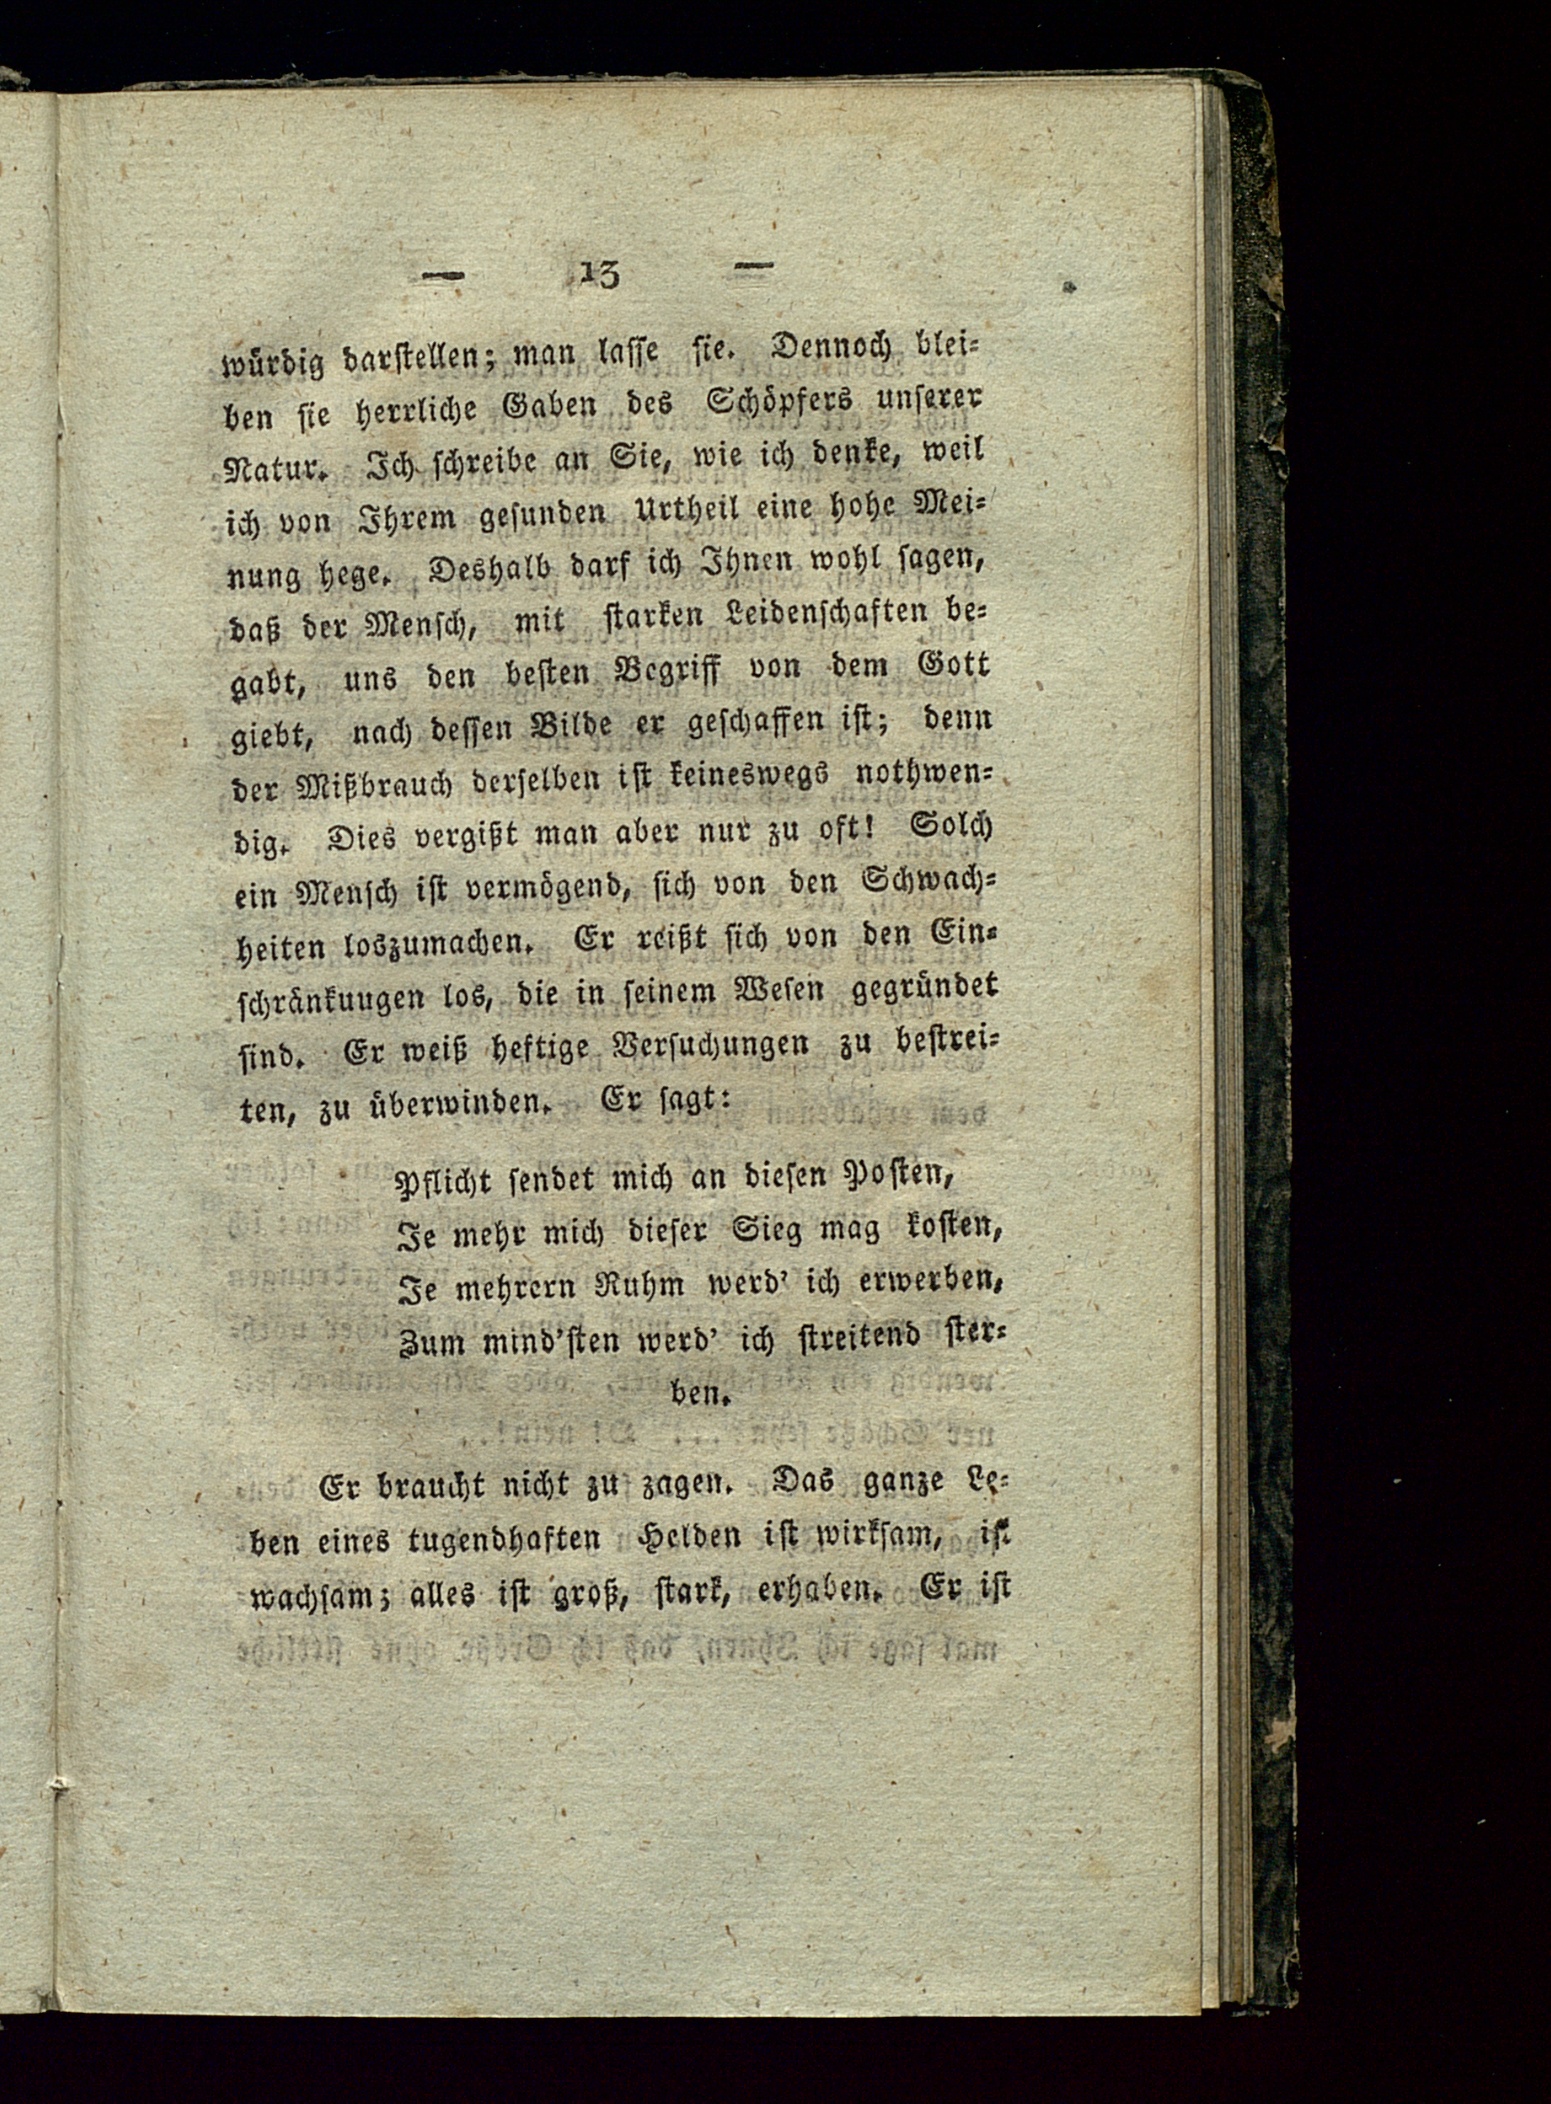 — 13 —
würdig darstellen; man lasse sie. Dennoch blei-
ben sie herrliche Gaben des Schöpfers unserer
Natur. Ich schreibe an Sie, wie ich denke, weil
ich von Ihrem gesunden Urtheil eine hohe Mei-
nung hege. Deshalb darf ich Ihnen wohl sagen,
daß der Mensch, mit starken Leidenschaften be-
gabt, uns den besten Begriff von dem Gott
giebt, nach dessen Bilde er geschaffen ist; denn
der Mißbrauch derselben ist keineswegs nothwen-
dig. Dies vergißt man aber nur zu oft! Solch
ein Mensch ist vermögend, sich von den Schwach-
heiten loszumachen. Er reißt sich von den Ein-
schränkuugen los, die in seinem Wesen gegründet
sind. Er weiß heftige Versuchungen zu bestrei-
ten, zu überwinden. Er sagt:
Pflicht sendet mich an diesen Posten,
Je mehr mich dieser Sieg mag kosten,
Je mehrern Ruhm werd' ich erwerben,
Zum mind'sten werd' ich streitend ster-
ben.
Er braucht nicht zu zagen. Das ganze Le-
ben eines tugendhaften Helden ist wirksam, ist
wachsam; alles ist groß, stark, erhaben. Er ist